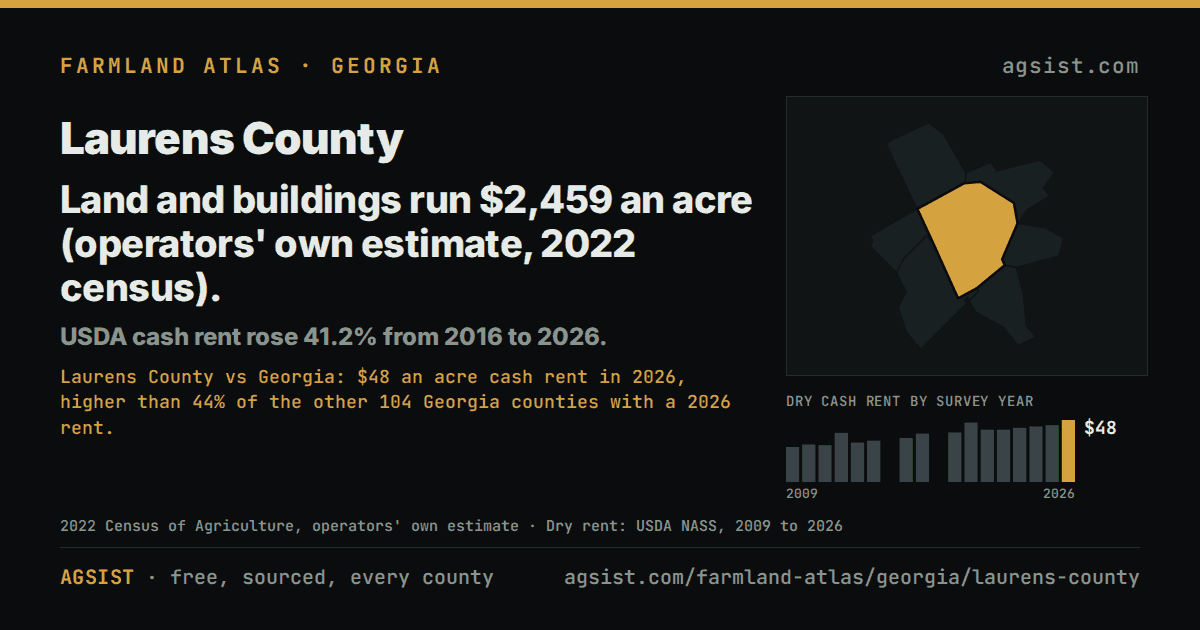 FARMLAND ATLAS · GEORGIA
agsist.com
Laurens County
Land and buildings run $2,459 an acre
(operators' own estimate, 2022
census).
USDA cash rent rose 41.2% from 2016 to 2026.
Laurens County vs Georgia: $48 an acre cash rent in 2026,
higher than 44% of the other 104 Georgia counties with a 2026
rent.
DRY CASH RENT BY SURVEY YEAR
$48
2009
2026
2022 Census of Agriculture, operators' own estimate · Dry rent: USDA NASS, 2009 to 2026
AGSIST · free, sourced, every county
agsist.com/farmland-atlas/georgia/laurens-county